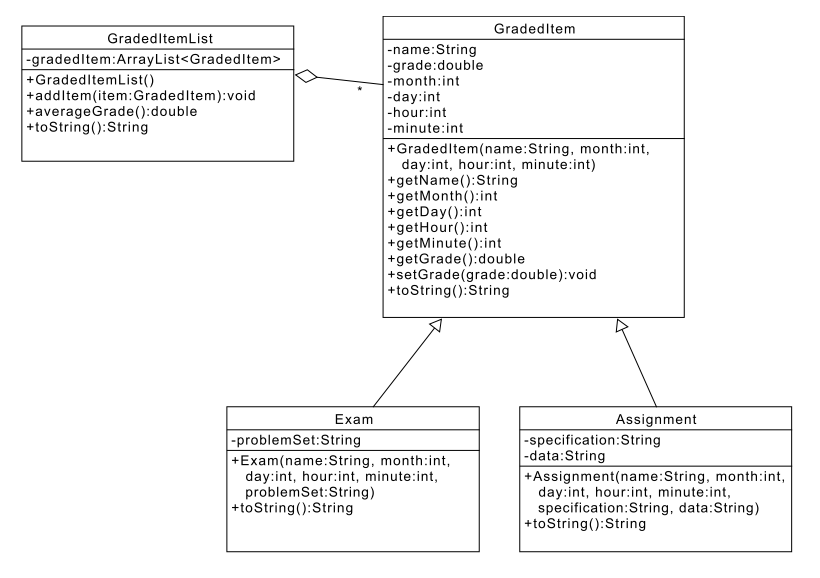 GradedItemList
-gradedItem:ArrayList<GradedItem>
+GradedItemList()
+addItem(item:GradedItem):void
+averageGrade():double
+toString():String
*
GradedItem
-name:String
-grade:double
-month:int
-day:int
-hour:int
-minute:int
+GradedItem(name:String, month:int,
day:int, hour:int, minute:int)
+getName():String
+getMonth():int
+getDay():int
+getHour():int
+getMinute():int
+getGrade():double
+setGrade(grade:double):void
+toString():String
Exam
-problemSet:String
+Exam(name:String, month:int,
day:int, hour:int, minute:int,
problemSet:String)
+toString():String
Assignment
-specification:String
-data:String
+Assignment(name:String, month:int,
day:int, hour:int, minute:int,
specification:String, data:String)
+toString():String